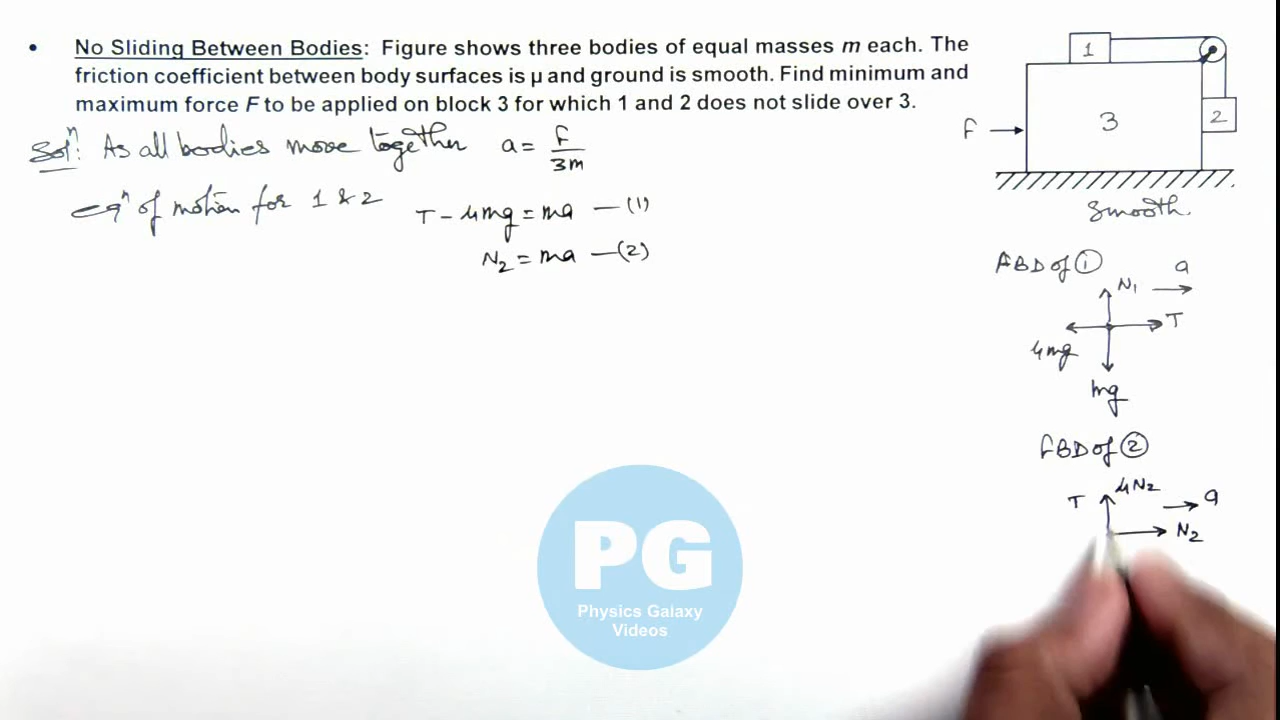 • No Sliding Between Bodies: Figure shows three bodies of equal masses m each. The
friction coefficient between body surfaces is μ and ground is smooth. Find minimum and
maximum force F to be applied on block 3 for which 1 and 2 does not slide over 3.
Solⁿ: As all bodies move together a = F/3m
eqⁿ of motion for 1 & 2
T - μmg = ma —(1)
N₂ = ma —(2)
1
2
3
F
Smooth.
FBD of ①
N₁ a
T
μmg
mg
FBD of ②
T μN₂ a
N₂
PG
Physics Galaxy
Videos